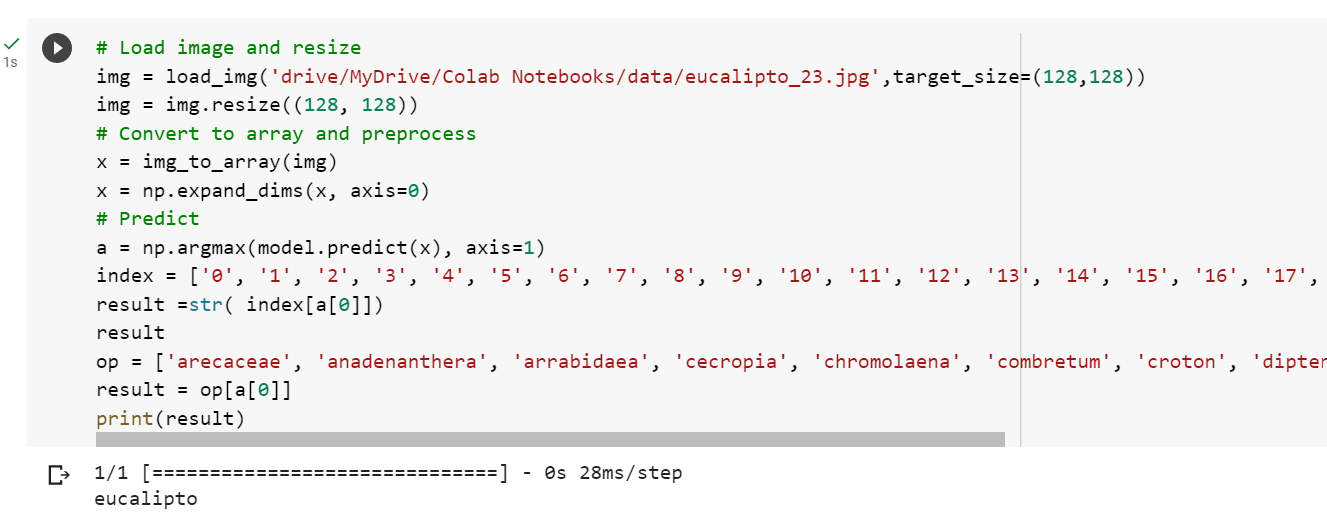 1s
# Load image and resize
img = load_img('drive/MyDrive/Colab Notebooks/data/eucalipto_23.jpg',target_size=(128,128))
img = img.resize((128, 128))
# Convert to array and preprocess
x = img_to_array(img)
x = np.expand_dims(x, axis=0)
# Predict
a = np.argmax(model.predict(x), axis=1)
index = ['0', '1', '2', '3', '4', '5', '6', '7', '8', '9', '10', '11', '12', '13', '14', '15', '16', '17',
result =str( index[a[0]])
result
op = ['arecaceae', 'anadenanthera', 'arrabidaea', 'cecropia', 'chromolaena', 'combretum', 'croton', 'dipter
result = op[a[0]]
print(result)
1/1 [==============================] - 0s 28ms/step
eucalipto